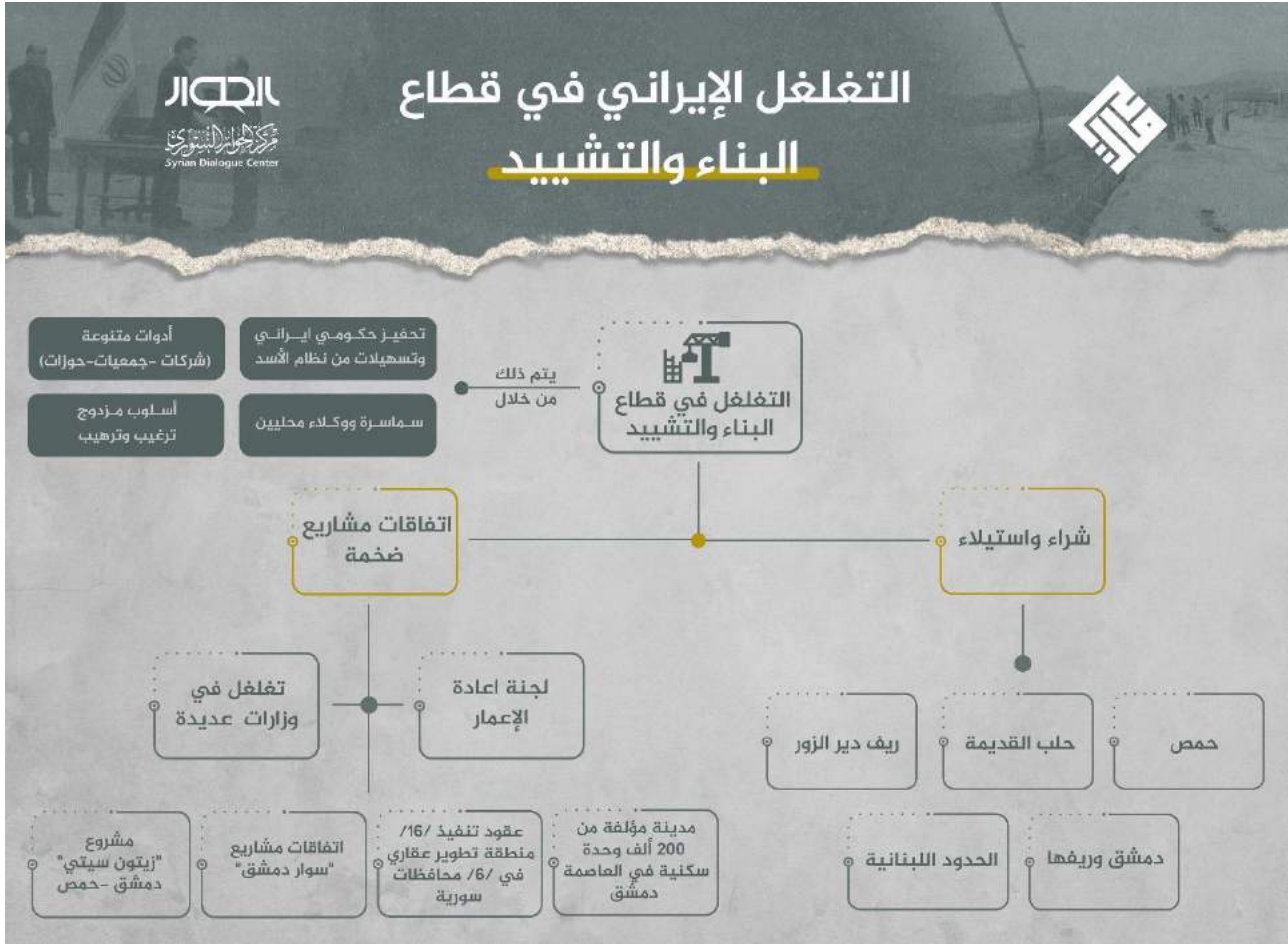 التغلغل الإيراني في قطاع
البناء والتشييد
الحوار
مركز الحوار السوري
Syrian Dialogue Center
التغلغل في قطاع
البناء والتشييد
يتم ذلك
من خلال
تحفيز حكومي ايراني
وتسهيلات من نظام الأسد
أدوات متنوعة
(شركات -جمعيات-حوزات)
سماسرة ووكلاء محليين
أسلوب مزدوج
ترغيب وترهيب
شراء واستيلاء
اتفاقات مشاريع
ضخمة
حمص
حلب القديمة
ريف دير الزور
دمشق وريفها
الحدود اللبنانية
لجنة اعادة
الإعمار
تغلغل في
وزارات عديدة
مدينة مؤلفة من
200 ألف وحدة
سكنية في العاصمة
دمشق
عقود تنفيذ /16/
منطقة تطوير عقاري
في /6/ محافظات
سورية
اتفاقات مشاريع
"سوار دمشق"
مشروع
"زيتون سيتي"
دمشق -حمص